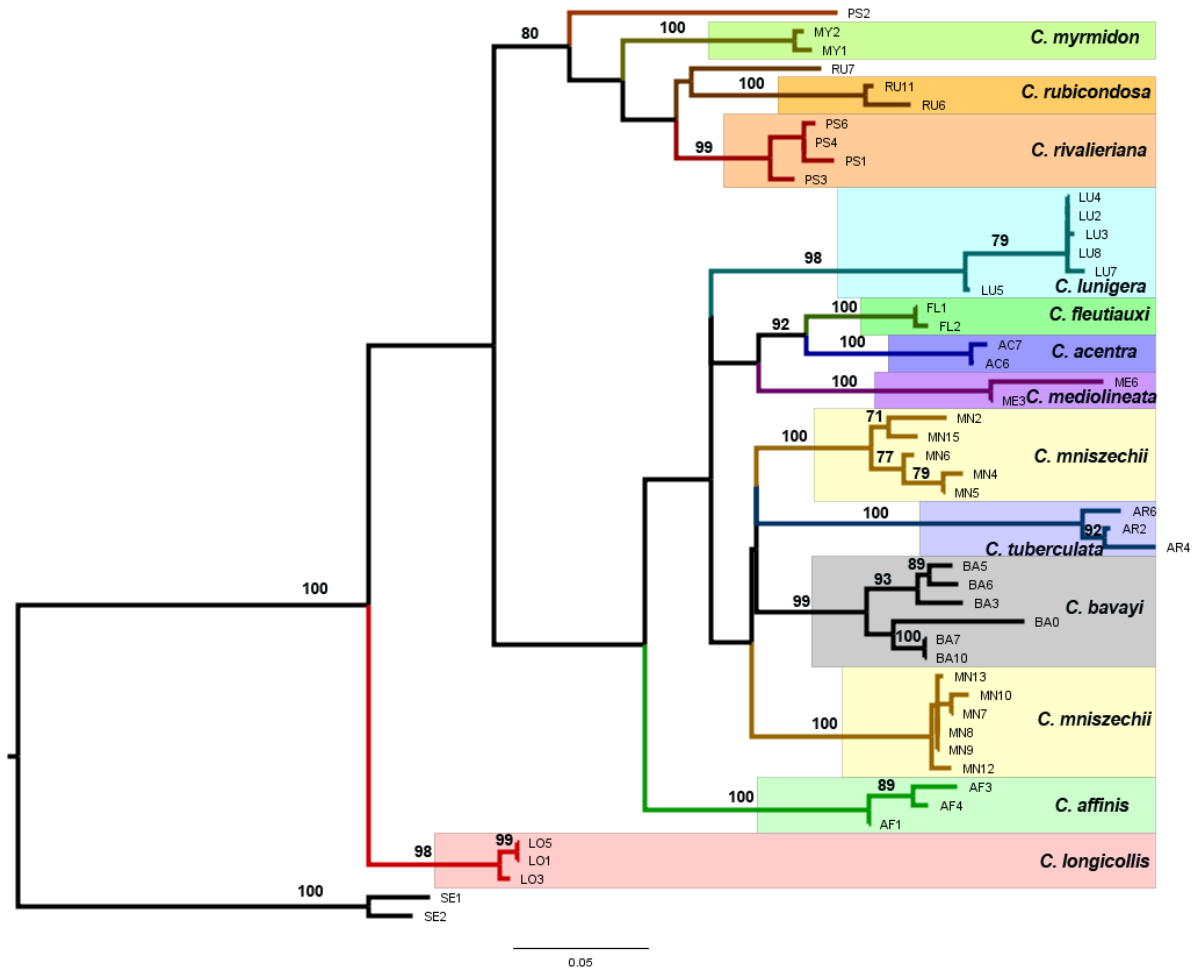 PS2
80
100
MY2
MY1
C. myrmidon
RU7
100
RU11
RU6
C. rubicondosa
99
PS6
PS4
PS1
PS3
C. rivalieriana
LU4
LU2
LU3
LU8
LU7
LU5
79
98
C. lunigera
92
100
FL1
FL2
C. fleutiauxi
100
AC7
AC6
C. acentra
100
ME6
ME3
C. mediolineata
100
71
77
79
MN2
MN15
MN6
MN4
MN5
C. mniszechii
100
92
AR6
AR2
AR4
C. tuberculata
99
93
89
100
BA5
BA6
BA3
BA0
BA7
BA10
C. bavayi
100
MN13
MN10
MN7
MN8
MN9
MN12
C. mniszechii
100
89
AF3
AF4
AF1
C. affinis
100
98
99
LO5
LO1
LO3
C. longicollis
100
SE1
SE2
0.05